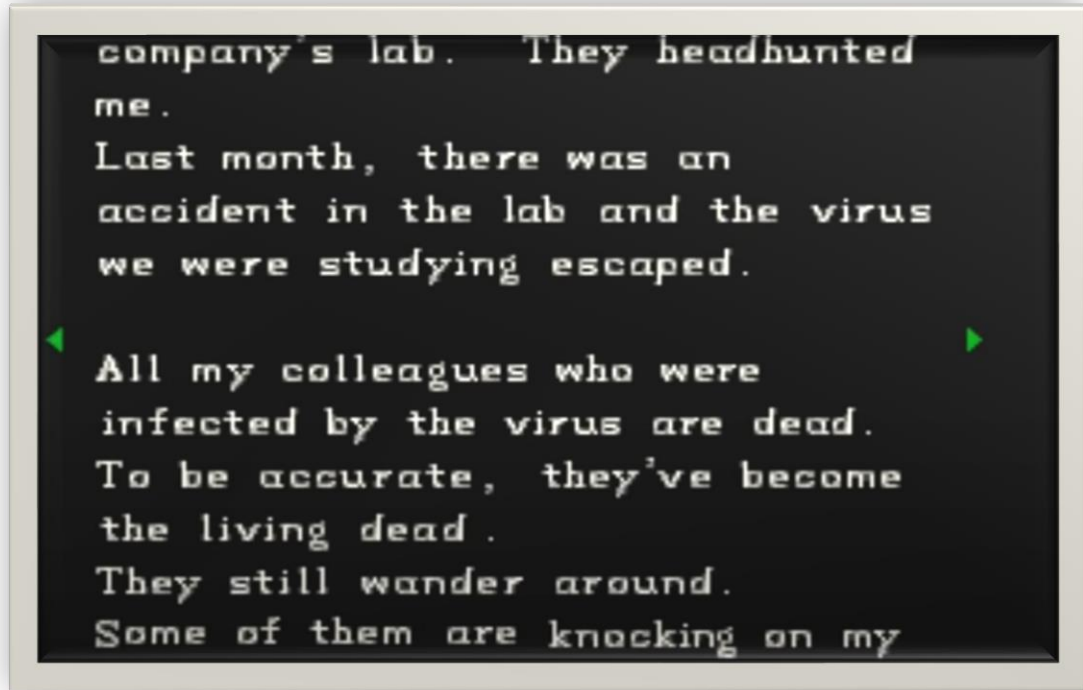 company's lab. They headhunted
me.
Last month, there was an
accident in the lab and the virus
we were studying escaped.
All my colleagues who were
infected by the virus are dead.
To be accurate, they've become
the living dead.
They still wander around.
Some of them are knocking on my